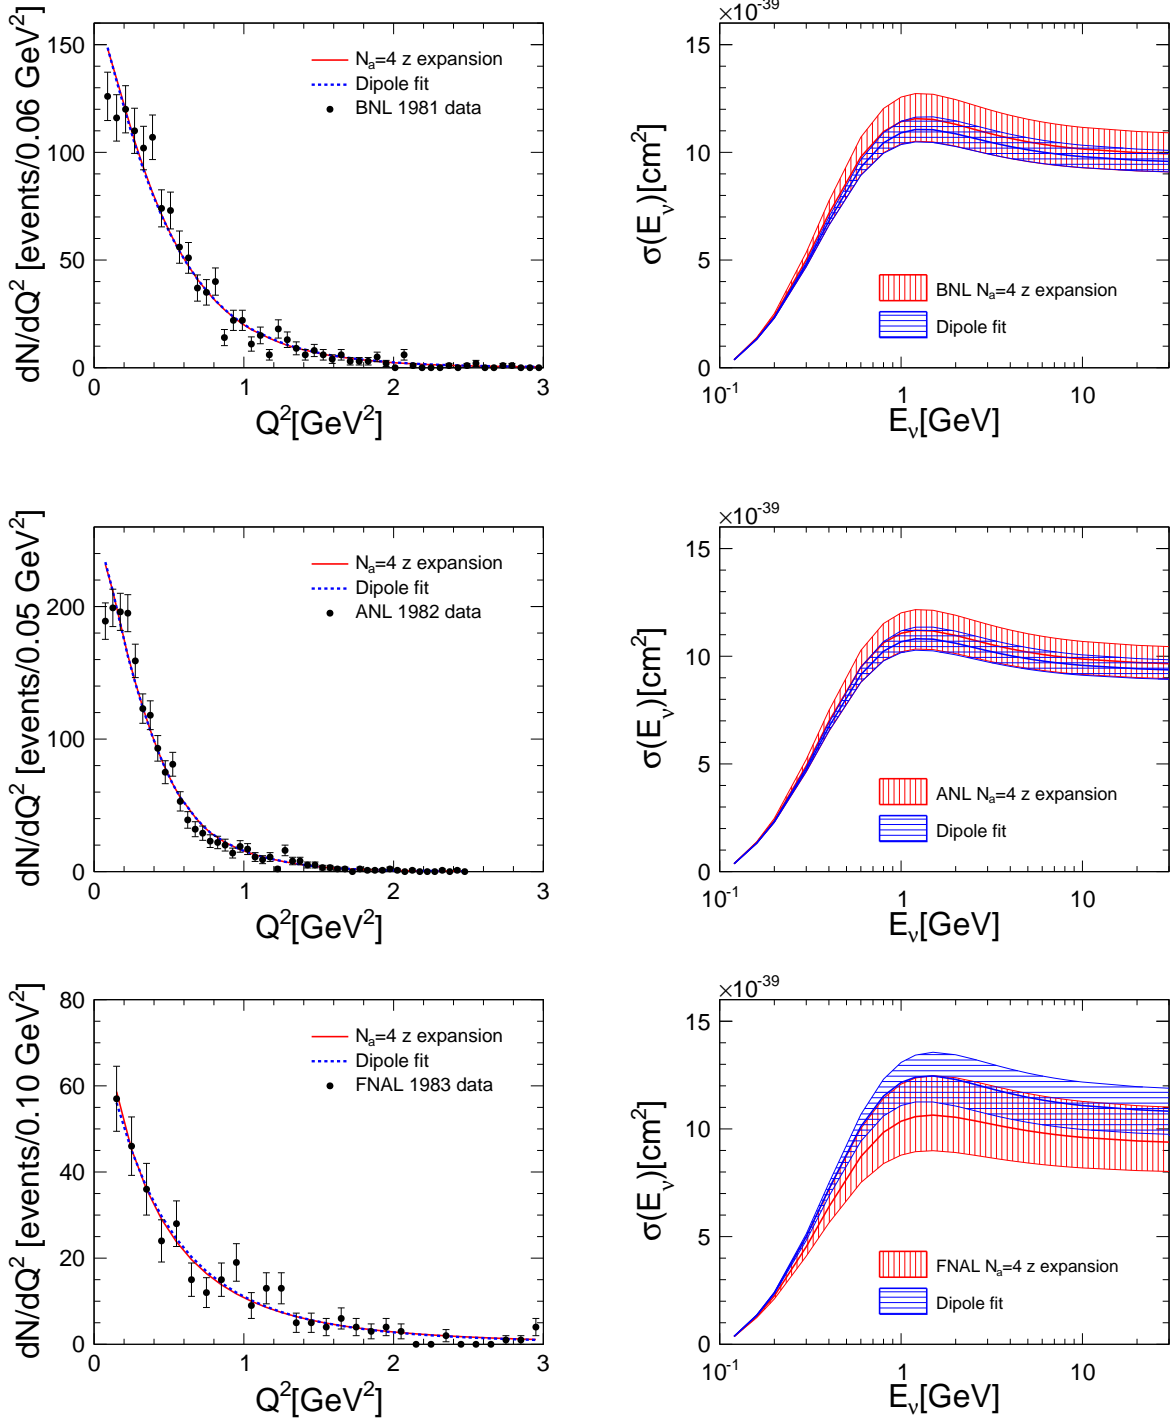 dN/dQ² [events/0.06 GeV²]
150
100
50
0
N_a=4 z expansion
Dipole fit
BNL 1981 data
0 1 2 3
Q²[GeV²]
×10⁻³⁹
σ(E_ν)[cm²]
15
10
5
0
BNL N_a=4 z expansion
Dipole fit
10⁻¹ 1 10
E_ν[GeV]
dN/dQ² [events/0.05 GeV²]
200
100
0
N_a=4 z expansion
Dipole fit
ANL 1982 data
0 1 2 3
Q²[GeV²]
×10⁻³⁹
σ(E_ν)[cm²]
15
10
5
0
ANL N_a=4 z expansion
Dipole fit
10⁻¹ 1 10
E_ν[GeV]
dN/dQ² [events/0.10 GeV²]
80
60
40
20
0
N_a=4 z expansion
Dipole fit
FNAL 1983 data
0 1 2 3
Q²[GeV²]
×10⁻³⁹
σ(E_ν)[cm²]
15
10
5
0
FNAL N_a=4 z expansion
Dipole fit
10⁻¹ 1 10
E_ν[GeV]